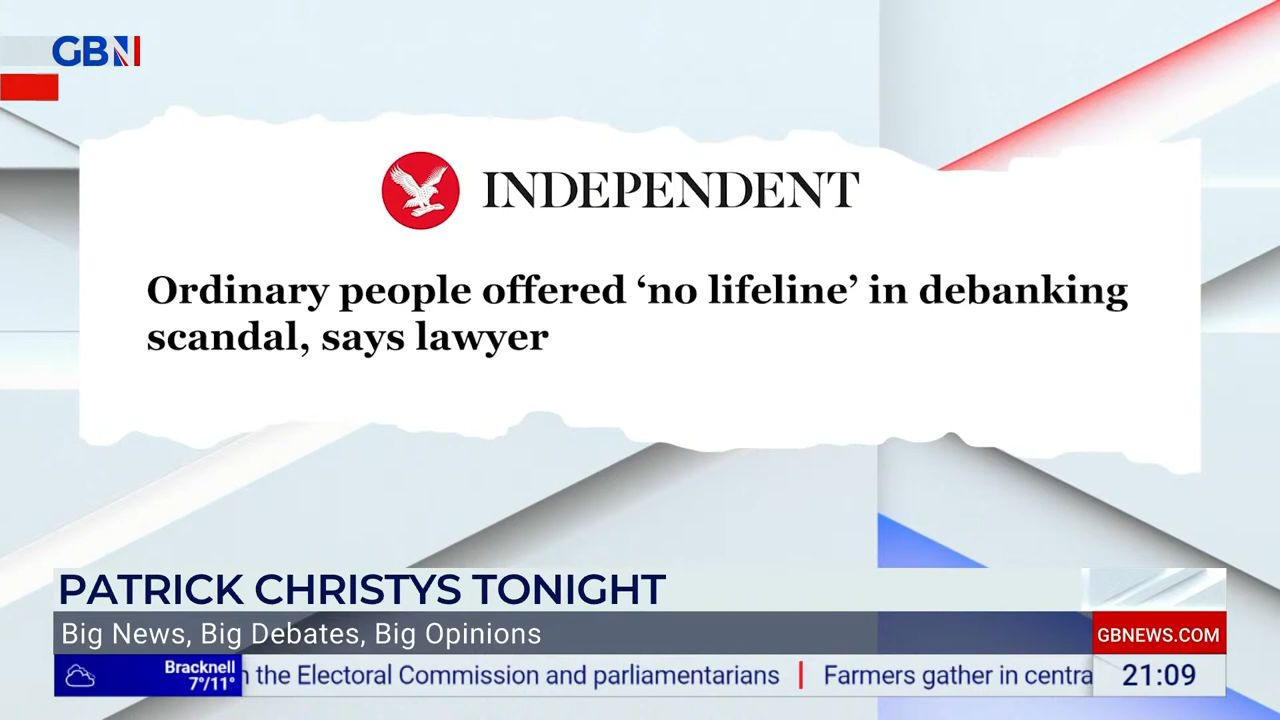 GBN
INDEPENDENT
Ordinary people offered ‘no lifeline’ in debanking
scandal, says lawyer
PATRICK CHRISTYS TONIGHT
Big News, Big Debates, Big Opinions
GBNEWS.COM
Bracknell
7°/11°
the Electoral Commission and parliamentarians | Farmers gather in centra
21:09